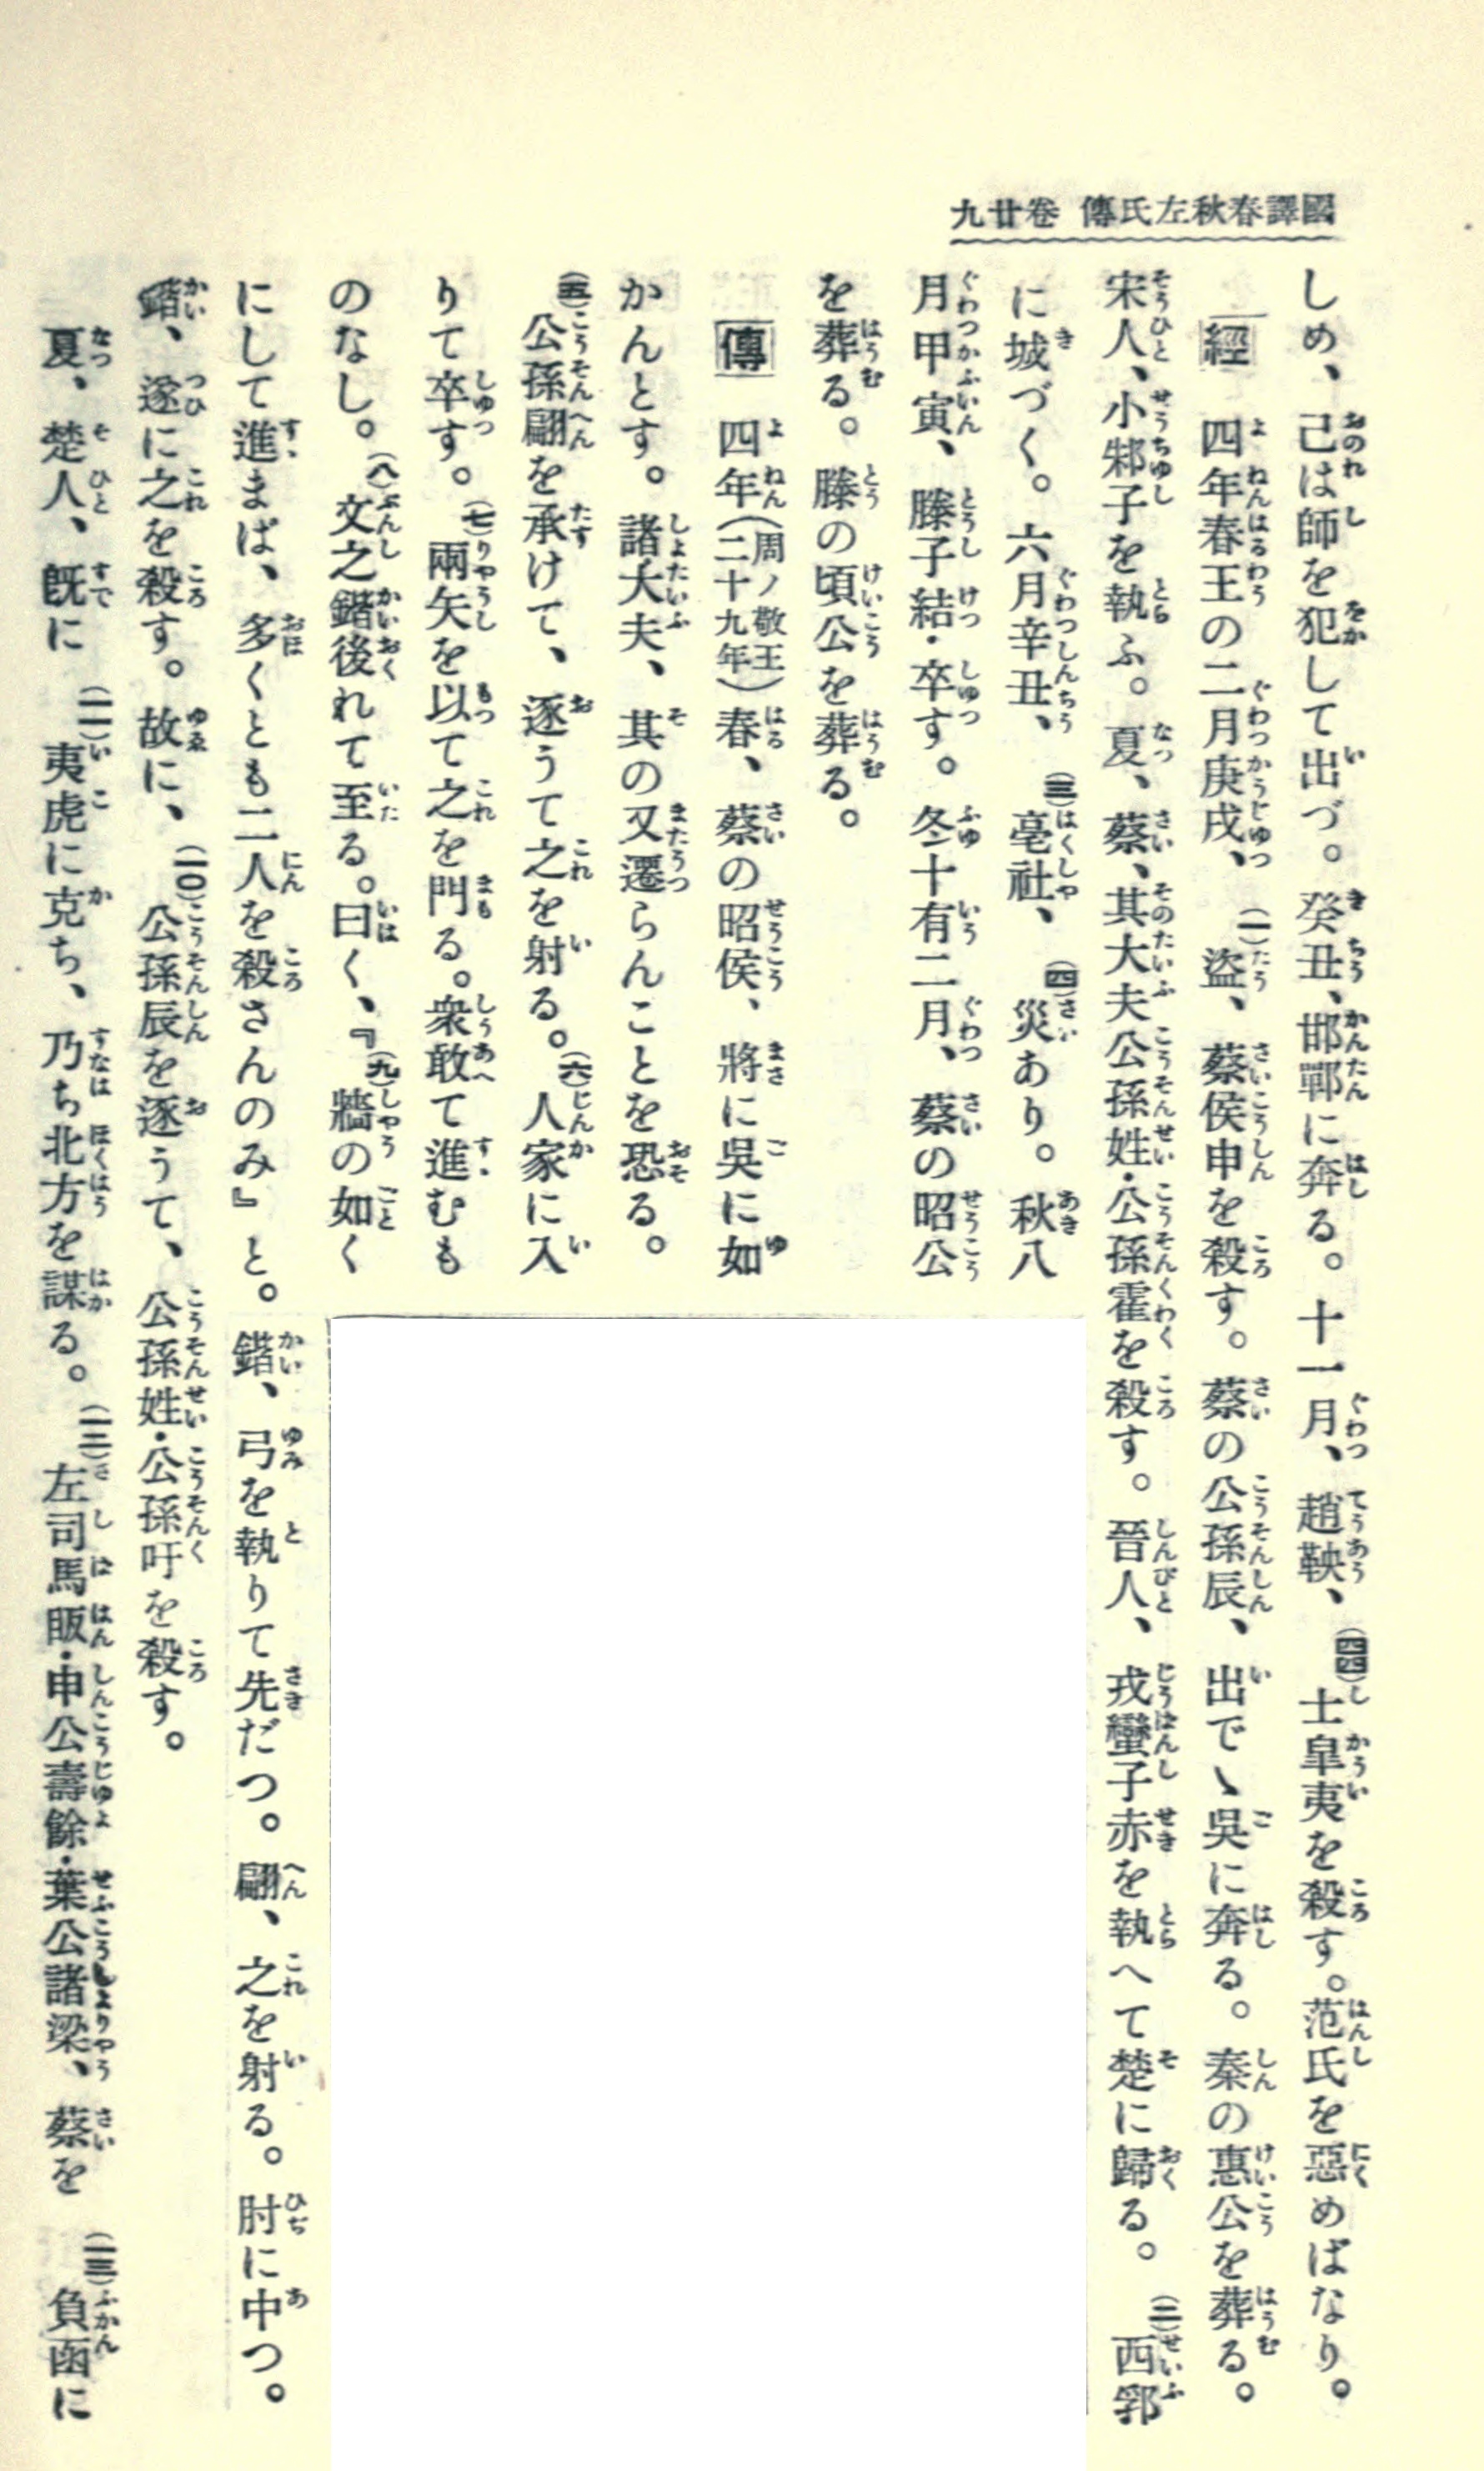 國譯春秋左氏傳 卷廿九
しめ、己は師を犯して出づ。癸丑、邯鄲に奔る。十一月、趙鞅、(四四)士皐夷を殺す。范氏を惡めばなり。
經 四年春王の二月庚戌、(一)盜、蔡侯申を殺す。蔡の公孫辰、出でゝ吳に奔る。秦の惠公を葬る。
宋人、小邾子を執ふ。夏、蔡、其大夫公孫姓・公孫霍を殺す。晉人、戎蠻子赤を執へて楚に歸る。(二)西郛
に城づく。六月辛丑、(三)亳社、(四)災あり。秋八
月甲寅、滕子結・卒す。冬十有二月、蔡の昭公
を葬る。滕の頃公を葬る。
傳 四年(周ノ敬王二十九年)春、蔡の昭侯、將に吳に如
かんとす。諸大夫、其の又遷らんことを恐る。
(五)公孫翩を承けて、逐うて之を射る。(六)人家に入
りて卒す。(七)兩矢を以て之を門る。衆敢て進むも
のなし。(八)文之鍇後れて至る。曰く、『(九)牆の如く
にして進まば、多くとも二人を殺さんのみ』と。鍇、弓を執りて先だつ。翩、之を射る。肘に中つ。
鍇、遂に之を殺す。故に、(一〇)公孫辰を逐うて、公孫姓・公孫吁を殺す。
夏、楚人、既に(一一)夷虎に克ち、乃ち北方を謀る。(一二)左司馬眅・申公壽餘・葉公諸梁、蔡を(一三)負函に